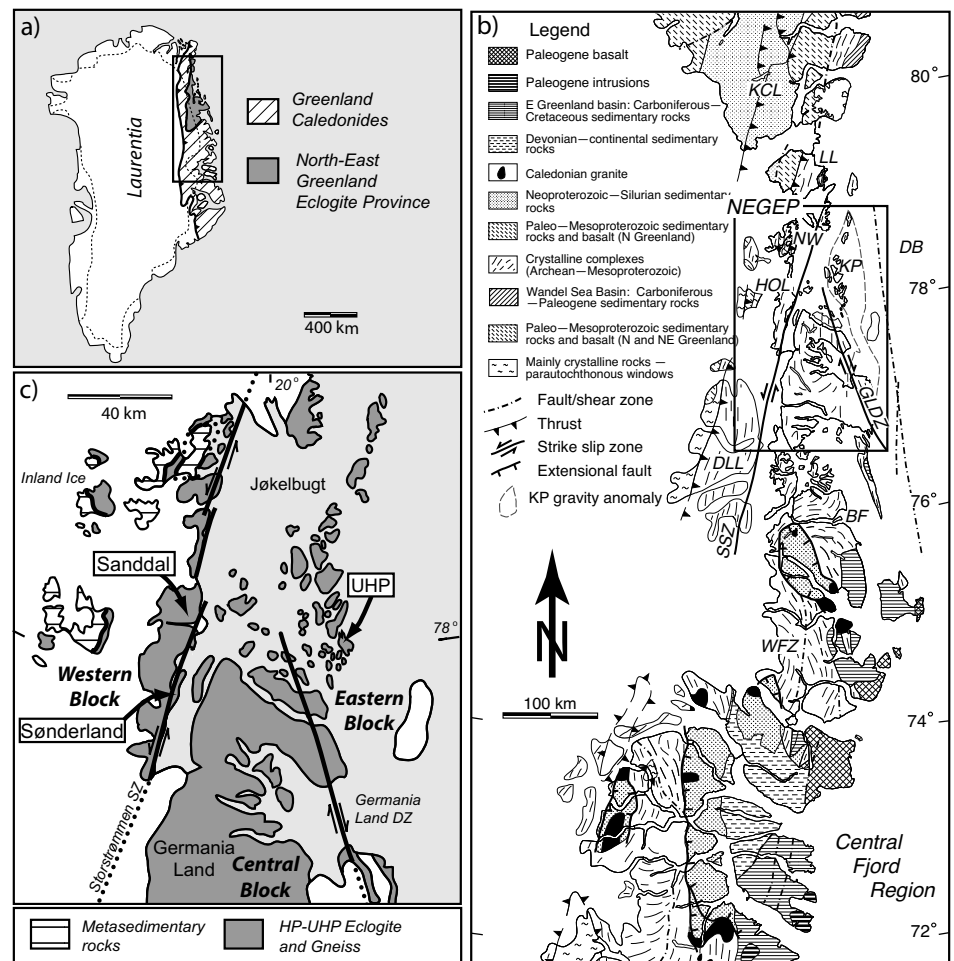 a)
Laurentia
Greenland
Caledonides
North-East
Greenland
Eclogite Province
400 km
b)
Legend
Paleogene basalt
Paleogene intrusions
E Greenland basin: Carboniferous—
Cretaceous sedimentary rocks
Devonian—continental sedimentary
rocks
Caledonian granite
Neoproterozoic—Silurian sedimentary
rocks
Paleo-Mesoproterozoic sedimentary
rocks and basalt (N Greenland)
Crystalline complexes
(Archean—Mesoproterozoic)
Wandel Sea Basin: Carboniferous
—Paleogene sedimentary rocks
Paleo—Mesoproterozoic sedimentary
rocks and basalt (N and NE Greenland)
Mainly crystalline rocks —
parautochthonous windows
Fault/shear zone
Thrust
Strike slip zone
Extensional fault
KP gravity anomaly
N
100 km
KCL
80°
LL
NEGEP
NW
DB
KP
HOL
78°
GLDZ
DLL
SSZ
76°
BF
WFZ
74°
Central
Fjord
Region
72°
c)
20°
40 km
Inland Ice
Jøkelbugt
Sanddal
UHP
78°
Western
Block
Eastern
Block
Sønderland
Storstrømmen SZ
Germania
Land DZ
Germania
Land
Central
Block
Metasedimentary
rocks
HP-UHP Eclogite
and Gneiss